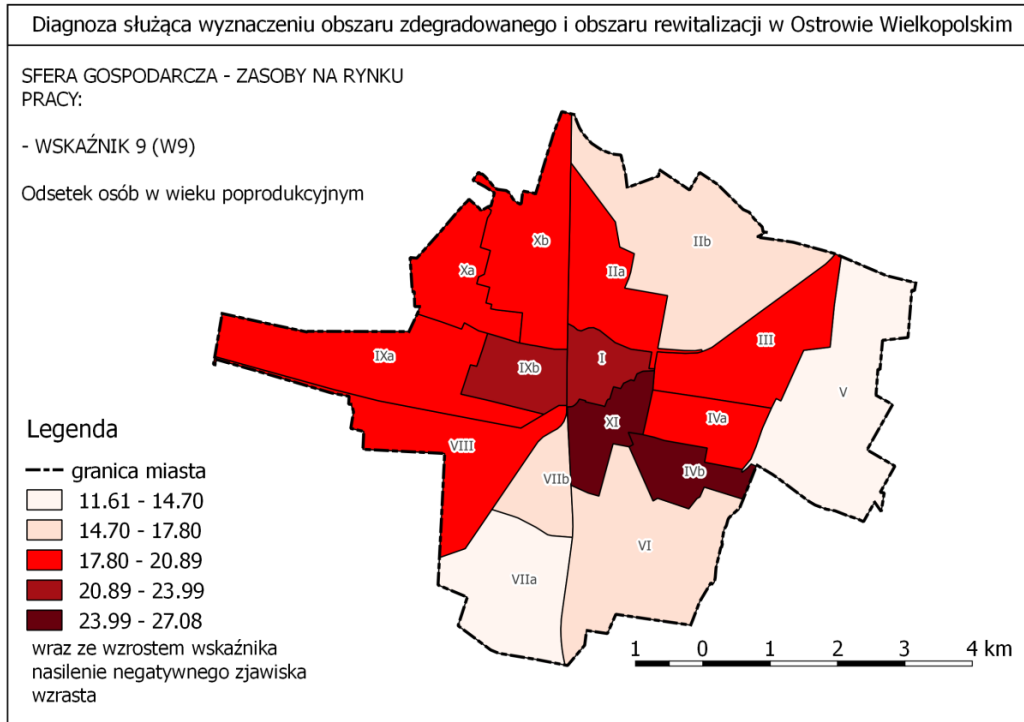 Diagnoza służąca wyznaczeniu obszaru zdegradowanego i obszaru rewitalizacji w Ostrowie Wielkopolskim
SFERA GOSPODARCZA - ZASOBY NA RYNKU
PRACY:
- WSKAŹNIK 9 (W9)
Odsetek osób w wieku poprodukcyjnym
Xb
IIb
Xa
IIa
III
IXa
I
IXb
V
XI
IVa
VIII
IVb
VIIb
VI
VIIa
Legenda
granica miasta
11.61 - 14.70
14.70 - 17.80
17.80 - 20.89
20.89 - 23.99
23.99 - 27.08
wraz ze wzrostem wskaźnika
nasilenie negatywnego zjawiska
wzrasta
1 0 1 2 3 4 km